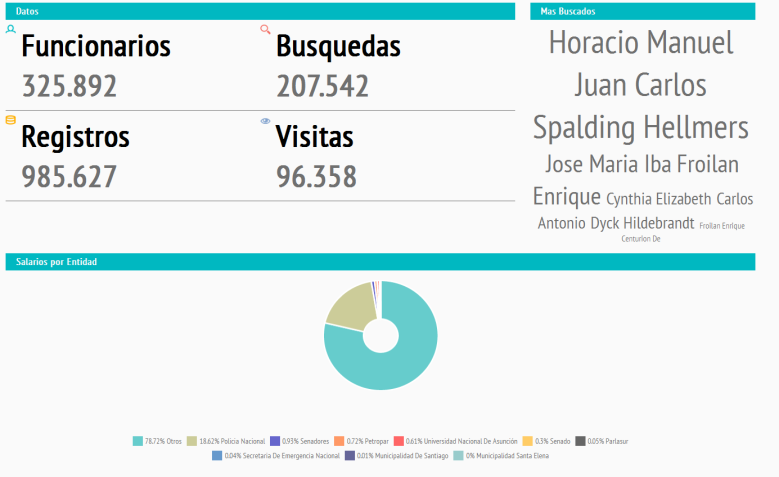 Datos
Funcionarios
325.892
Busquedas
207.542
Registros
985.627
Visitas
96.358
Mas Buscados
Horacio Manuel
Juan Carlos
Spalding Hellmers
Jose Maria Iba Froilan
Enrique Cynthia Elizabeth Carlos
Antonio Dyck Hildebrandt Froilan Enrique
Centurion De
Salarios por Entidad
78.72% Otros 18.62% Policia Nacional 0.93% Senadores 0.72% Petropar 0.61% Universidad Nacional De Asunción 0.3% Senado 0.05% Parlasur
0.04% Secretaria De Emergencia Nacional 0.01% Municipalidad De Santiago 0% Municipalidad Santa Elena